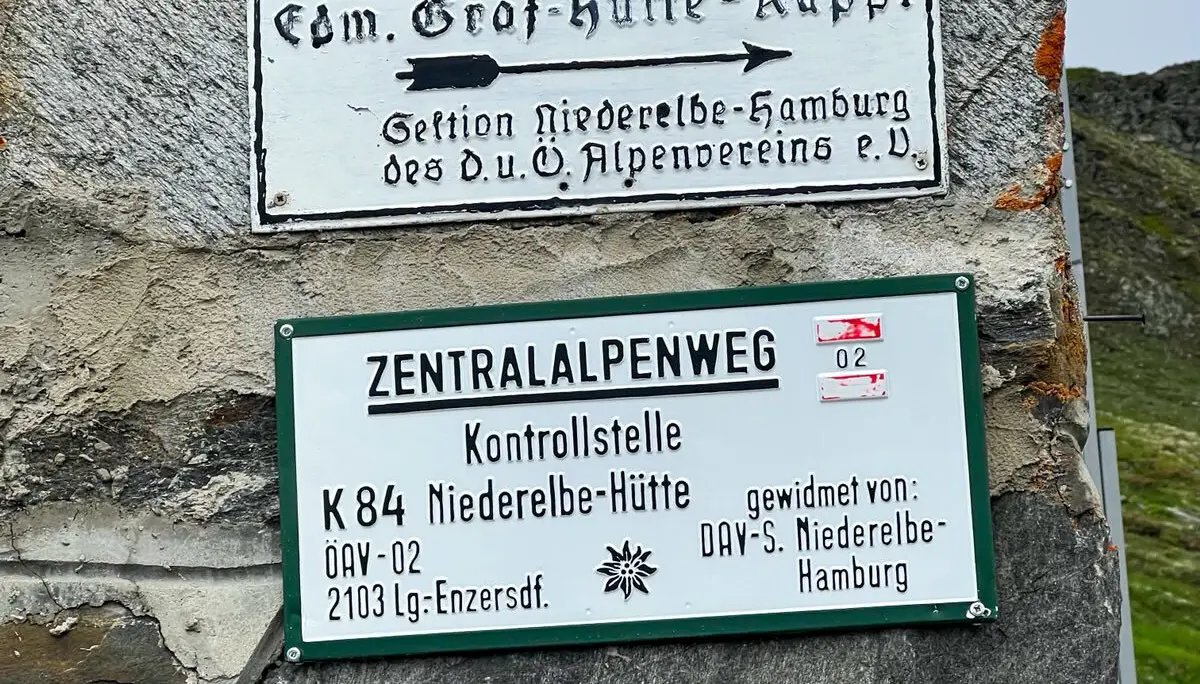 Edm. Graf-Hütte-Kappl.
Sektion Niederelbe-Hamburg
des D.u.Ö. Alpenvereins e.V.
ZENTRALALPENWEG
02
Kontrollstelle
K 84 Niederelbe-Hütte
ÖAV-02
2103 Lg.-Enzersdf.
gewidmet von:
DAV-S. Niederelbe-
Hamburg